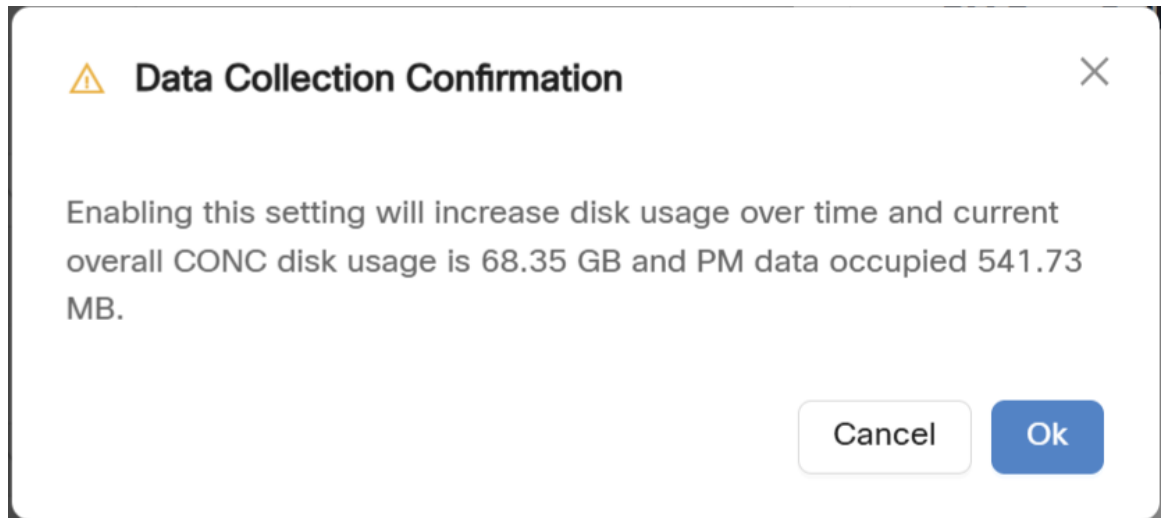 Data Collection Confirmation
Enabling this setting will increase disk usage over time and current
overall CONC disk usage is 68.35 GB and PM data occupied 541.73
MB.
Cancel
Ok